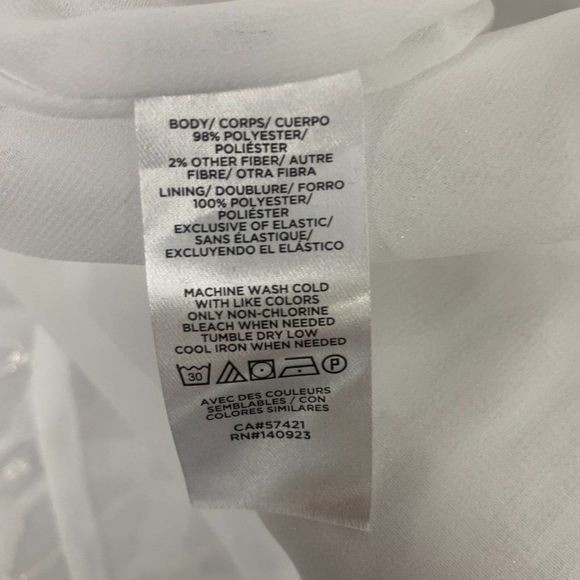 BODY/ CORPS/ CUERPO
98% POLYESTER/
POLIÉSTER
2% OTHER FIBER/ AUTRE
FIBRE/ OTRA FIBRA
LINING/ DOUBLURE/ FORRO
100% POLYESTER/
POLIÉSTER
EXCLUSIVE OF ELASTIC/
SANS ÉLASTIQUE/
EXCLUYENDO EL ELÁSTICO
MACHINE WASH COLD
WITH LIKE COLORS
ONLY NON-CHLORINE
BLEACH WHEN NEEDED
TUMBLE DRY LOW
COOL IRON WHEN NEEDED
30 P
AVEC DES COULEURS
SEMBLABLES / CON
COLORES SIMILARES
CA#57421
RN#140923